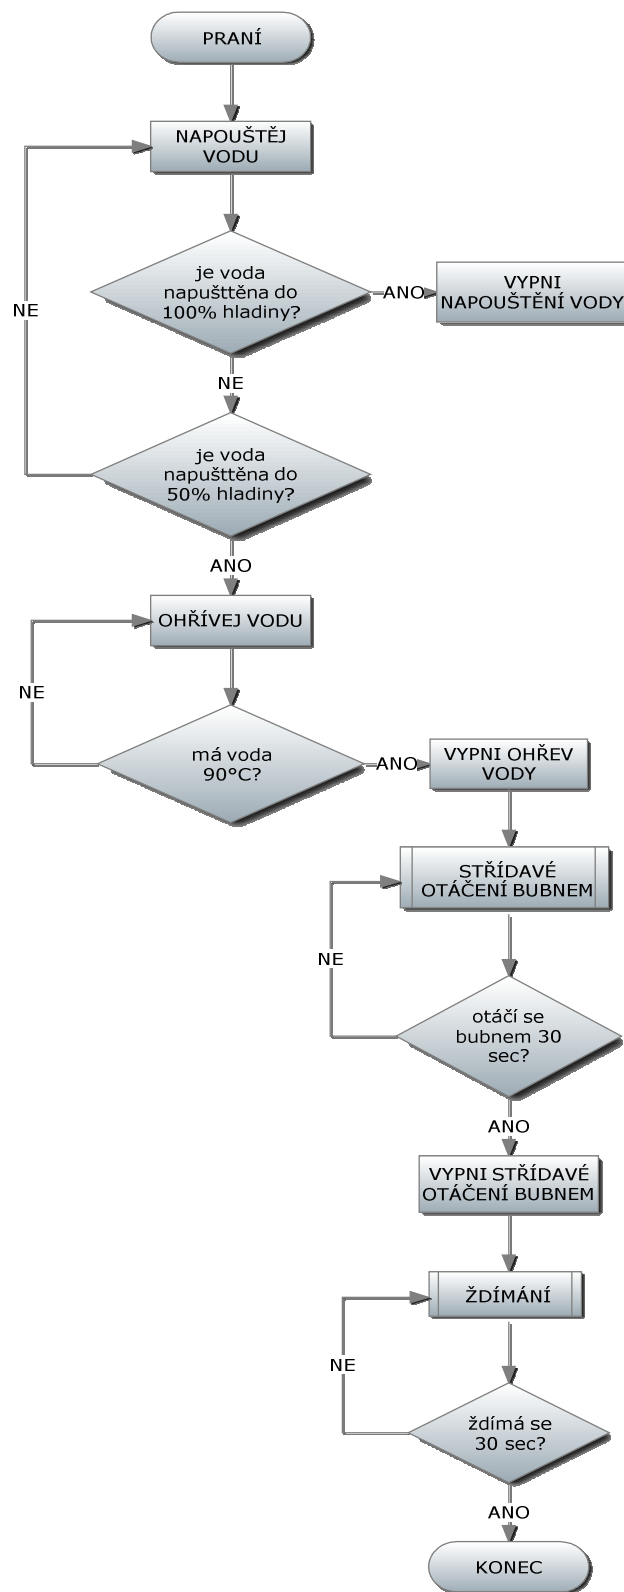 PRANÍ
NAPOUŠTĚJ
VODU
je voda
napušttěna do
100% hladiny?
ANO
VYPNI
NAPOUŠTĚNÍ VODY
NE
NE
je voda
napušttěna do
50% hladiny?
ANO
OHŘÍVEJ VODU
NE
má voda
90°C?
ANO
VYPNI OHŘEV
VODY
STŘÍDAVÉ
OTÁČENÍ BUBNEM
NE
otáčí se
bubnem 30
sec?
ANO
VYPNI STŘÍDAVÉ
OTÁČENÍ BUBNEM
ŽDÍMÁNÍ
NE
ždímá se
30 sec?
ANO
KONEC